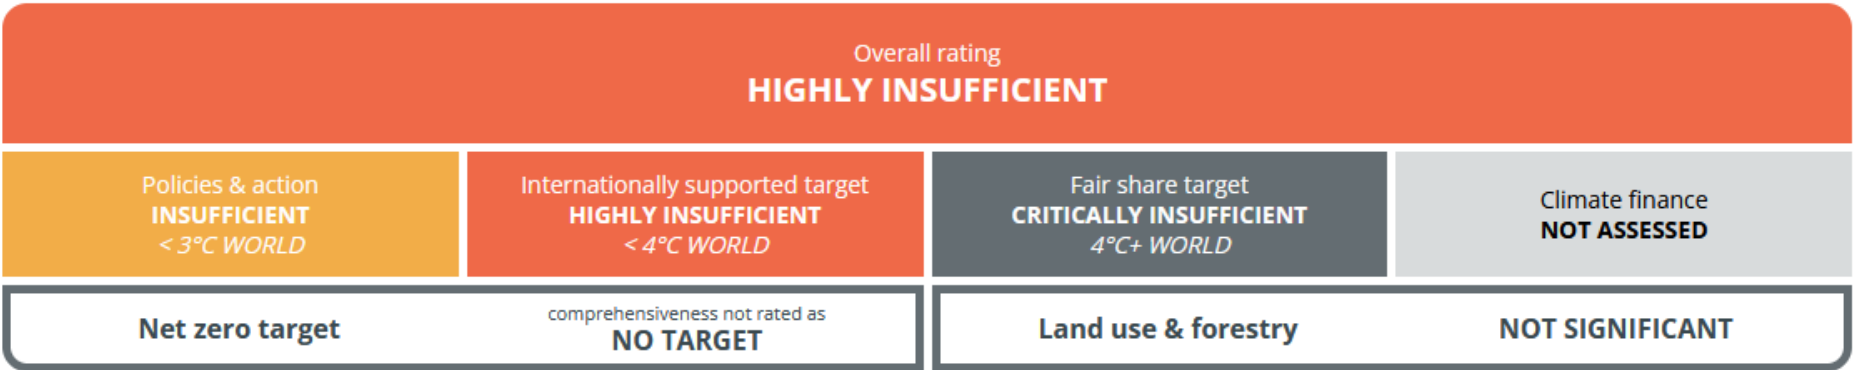 Overall rating
HIGHLY INSUFFICIENT
Policies & action
INSUFFICIENT
< 3°C WORLD
Internationally supported target
HIGHLY INSUFFICIENT
< 4°C WORLD
Fair share target
CRITICALLY INSUFFICIENT
4°C+ WORLD
Climate finance
NOT ASSESSED
Net zero target
comprehensiveness not rated as
NO TARGET
Land use & forestry
NOT SIGNIFICANT